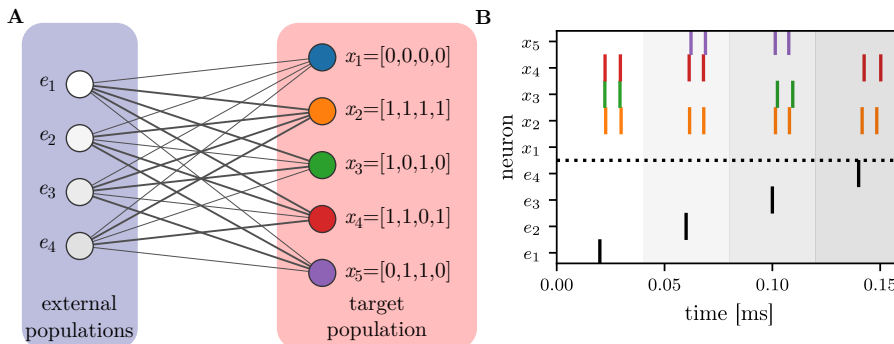 A
e1
e2
e3
e4
external
populations
x1=[0,0,0,0]
x2=[1,1,1,1]
x3=[1,0,1,0]
x4=[1,1,0,1]
x5=[0,1,1,0]
target
population
B
neuron
x5
x4
x3
x2
x1
e4
e3
e2
e1
0.00 0.05 0.10 0.15
time [ms]